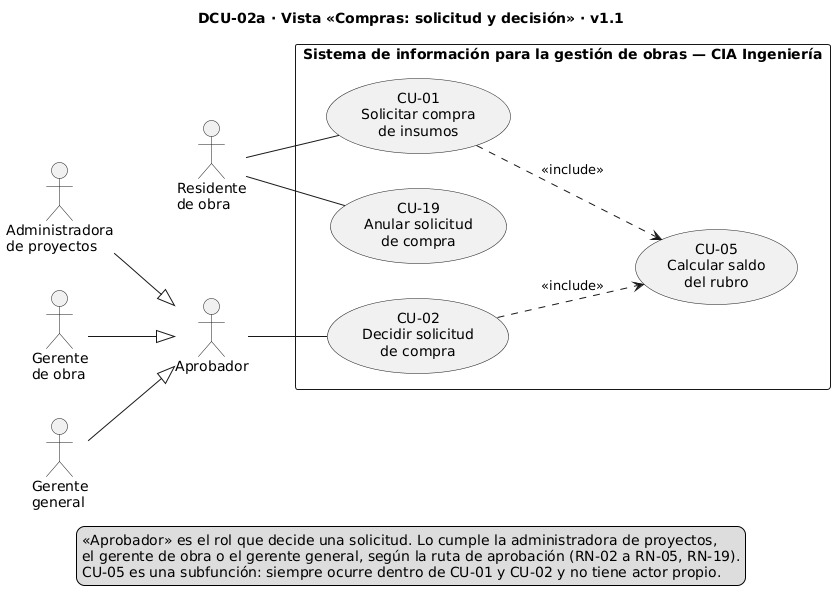 DCU-02a · Vista «Compras: solicitud y decisión» · v1.1
Sistema de información para la gestión de obras — CIA Ingeniería
CU-01
Solicitar compra
de insumos
«include»
Residente
de obra
Administradora
de proyectos
CU-19
Anular solicitud
de compra
CU-05
Calcular saldo
del rubro
«include»
CU-02
Decidir solicitud
de compra
Gerente
de obra
Aprobador
Gerente
general
«Aprobador» es el rol que decide una solicitud. Lo cumple la administradora de proyectos,
el gerente de obra o el gerente general, según la ruta de aprobación (RN-02 a RN-05, RN-19).
CU-05 es una subfunción: siempre ocurre dentro de CU-01 y CU-02 y no tiene actor propio.